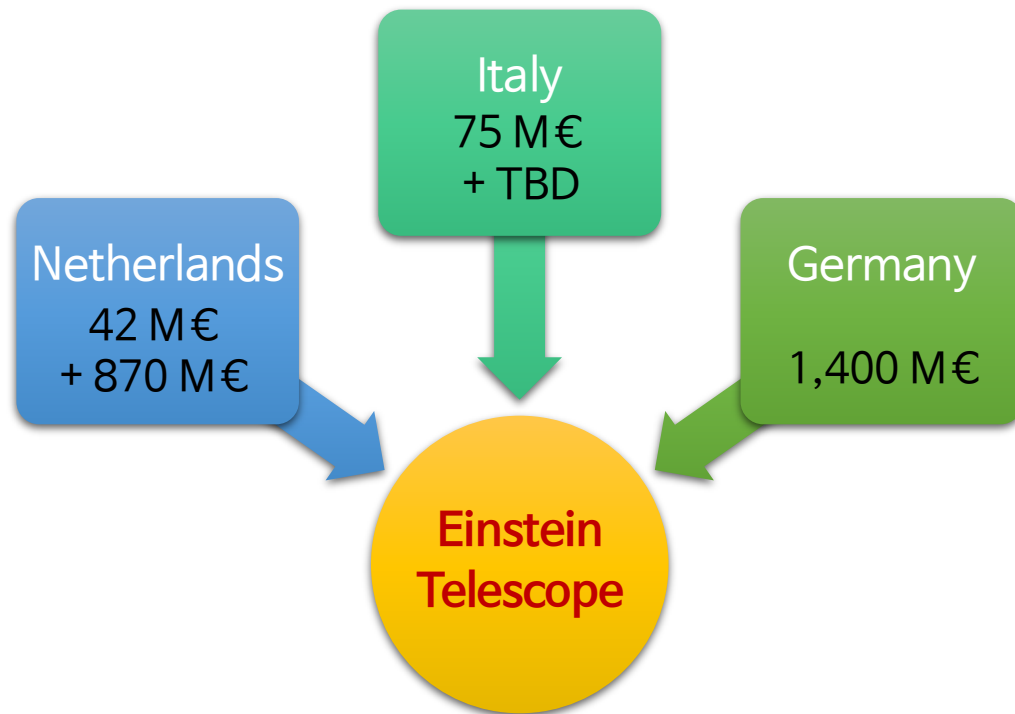 Italy
75 M€
+ TBD
Netherlands
42 M€
+ 870 M€
Germany
1,400 M€
Einstein
Telescope